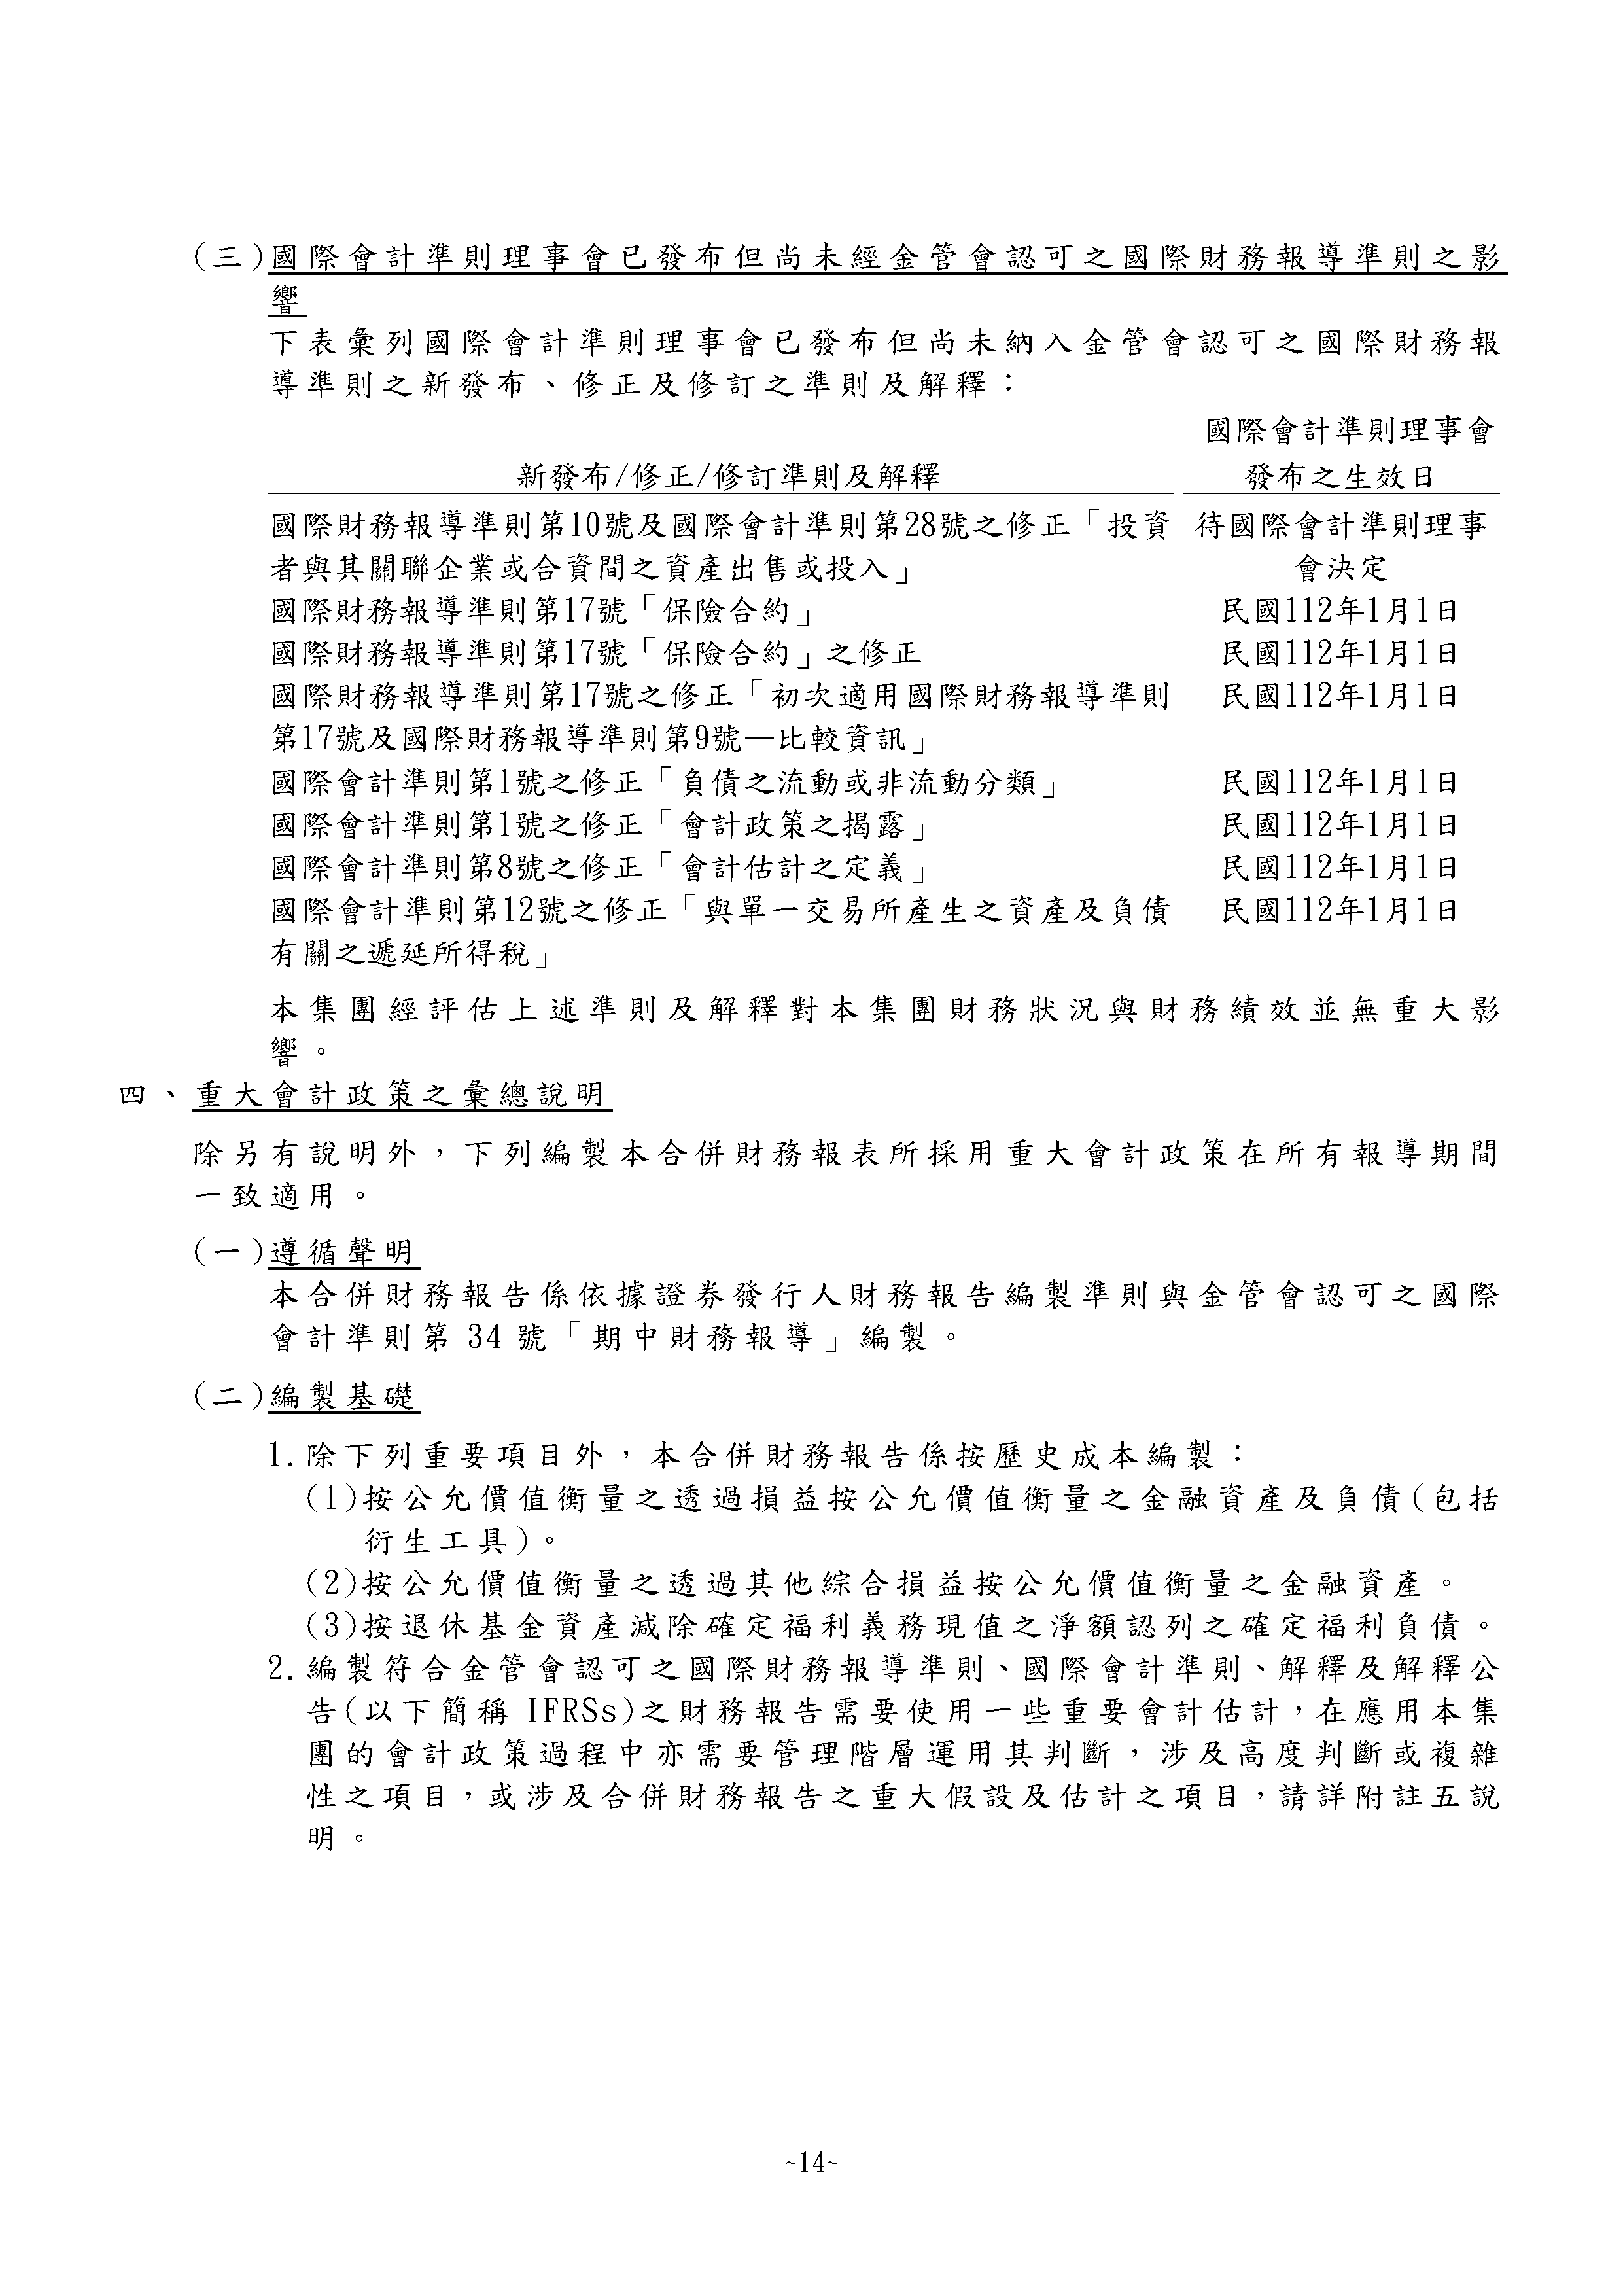 (三)國際會計準則理事會已發布但尚未經金管會認可之國際財務報導準則之影
響
下表彙列國際會計準則理事會已發布但尚未納入金管會認可之國際財務報
導準則之新發布、修正及修訂之準則及解釋：
國際會計準則理事會
新發布/修正/修訂準則及解釋 發布之生效日
國際財務報導準則第10號及國際會計準則第28號之修正「投資 待國際會計準則理事
者與其關聯企業或合資間之資產出售或投入」 會決定
國際財務報導準則第17號「保險合約」 民國112年1月1日
國際財務報導準則第17號「保險合約」之修正 民國112年1月1日
國際財務報導準則第17號之修正「初次適用國際財務報導準則 民國112年1月1日
第17號及國際財務報導準則第9號—比較資訊」
國際會計準則第1號之修正「負債之流動或非流動分類」 民國112年1月1日
國際會計準則第1號之修正「會計政策之揭露」 民國112年1月1日
國際會計準則第8號之修正「會計估計之定義」 民國112年1月1日
國際會計準則第12號之修正「與單一交易所產生之資產及負債 民國112年1月1日
有關之遞延所得稅」
本集團經評估上述準則及解釋對本集團財務狀況與財務績效並無重大影
響。
四、重大會計政策之彙總說明
除另有說明外，下列編製本合併財務報表所採用重大會計政策在所有報導期間
一致適用。
(一)遵循聲明
本合併財務報告係依據證券發行人財務報告編製準則與金管會認可之國際
會計準則第 34 號「期中財務報導」編製。
(二)編製基礎
1.除下列重要項目外，本合併財務報告係按歷史成本編製：
(1)按公允價值衡量之透過損益按公允價值衡量之金融資產及負債(包括
衍生工具)。
(2)按公允價值衡量之透過其他綜合損益按公允價值衡量之金融資產。
(3)按退休基金資產減除確定福利義務現值之淨額認列之確定福利負債。
2.編製符合金管會認可之國際財務報導準則、國際會計準則、解釋及解釋公
告(以下簡稱 IFRSs)之財務報告需要使用一些重要會計估計，在應用本集
團的會計政策過程中亦需要管理階層運用其判斷，涉及高度判斷或複雜
性之項目，或涉及合併財務報告之重大假設及估計之項目，請詳附註五說
明。
~14~